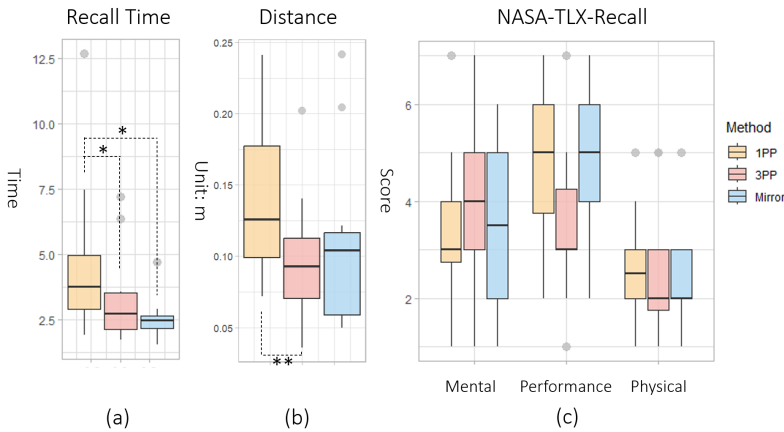 Recall Time
Time
12.5
10.0
7.5
5.0
2.5
*
*
(a)
Distance
Unit: m
0.25
0.20
0.15
0.10
0.05
**
(b)
NASA-TLX-Recall
Score
6
4
2
Mental Performance Physical
(c)
Method
1PP
3PP
Mirror